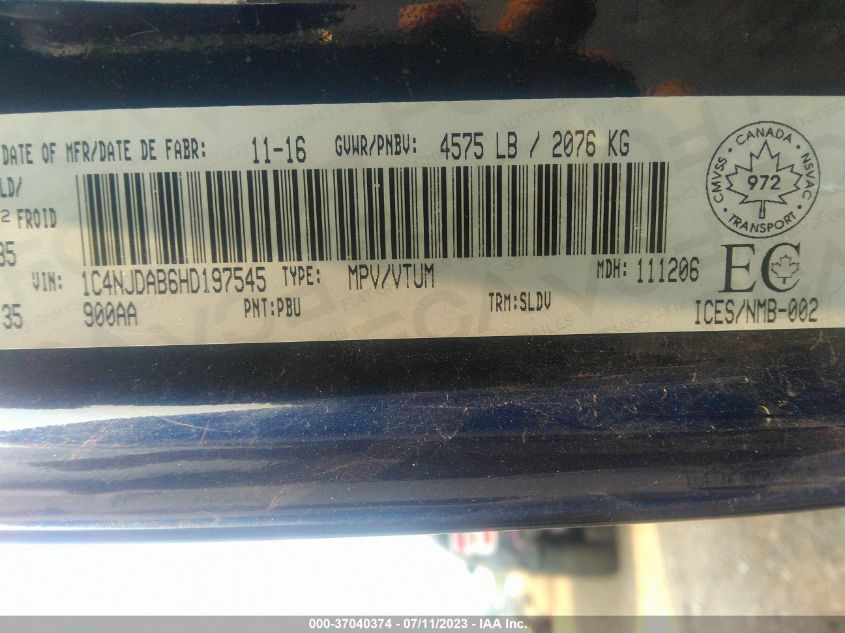 DATE OF MFR/DATE DE FABR: 11-16 GVWR/PNBV: 4575 LB / 2076 KG
LD/
2 FROID
35
VIN: 1C4NJDAB6HD197545 TYPE: MPV/VTUM MDH: 111206
35 900AA PNT:PBU TRM:SLDV
CANADA
CMVSS
NSVAC
972
TRANSPORT
EC
ICES/NMB-002
000-37040374 - 07/11/2023 - © IAA Inc.